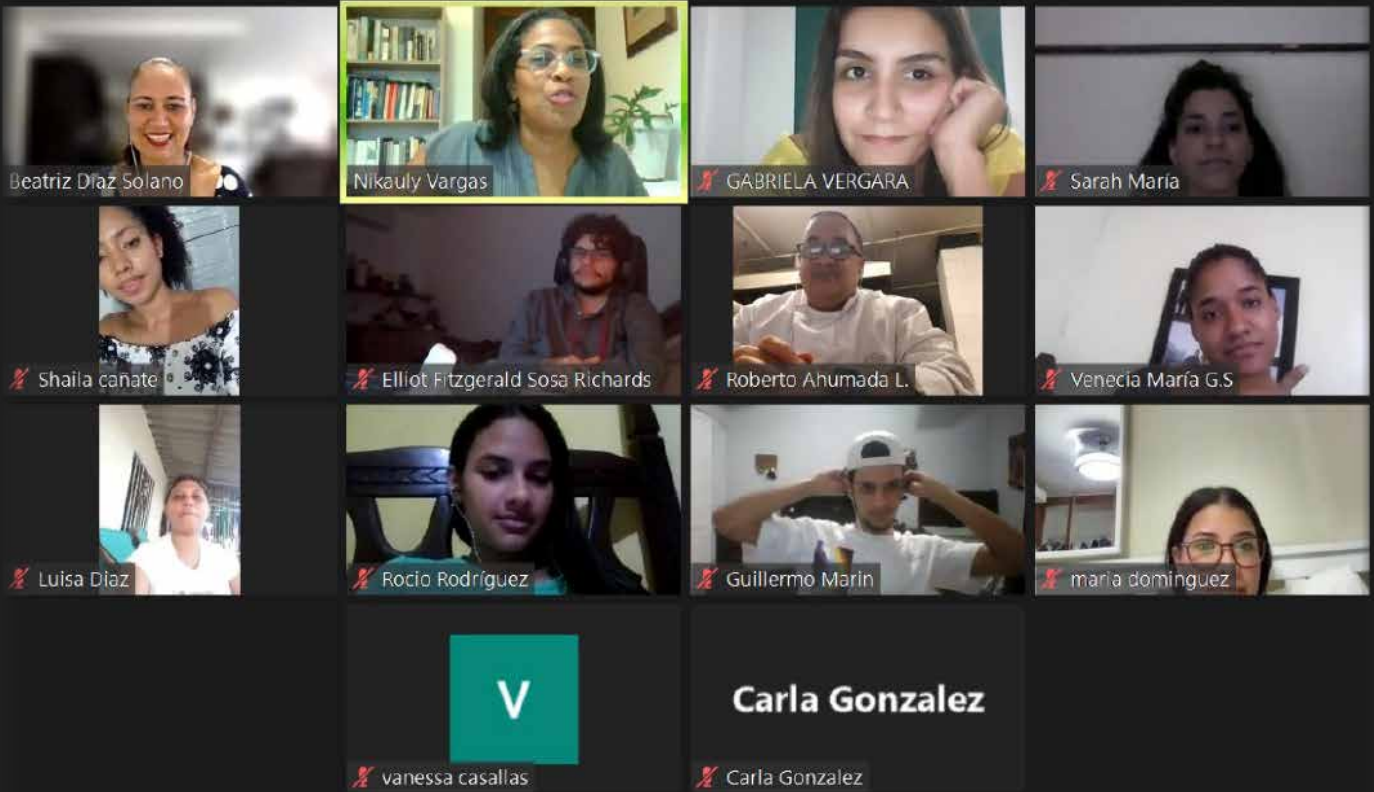 Beatriz Díaz Solano
Nikauly Vargas
GABRIELA VERGARA
Sarah María
Shaila cañate
Elliot Fitzgerald Sosa Richards
Roberto Ahumada L.
Venecia María G.S
Luisa Diaz
Rocio Rodríguez
Guillermo Marin
maria dominguez
V
Carla Gonzalez
vanessa casallas
Carla Gonzalez